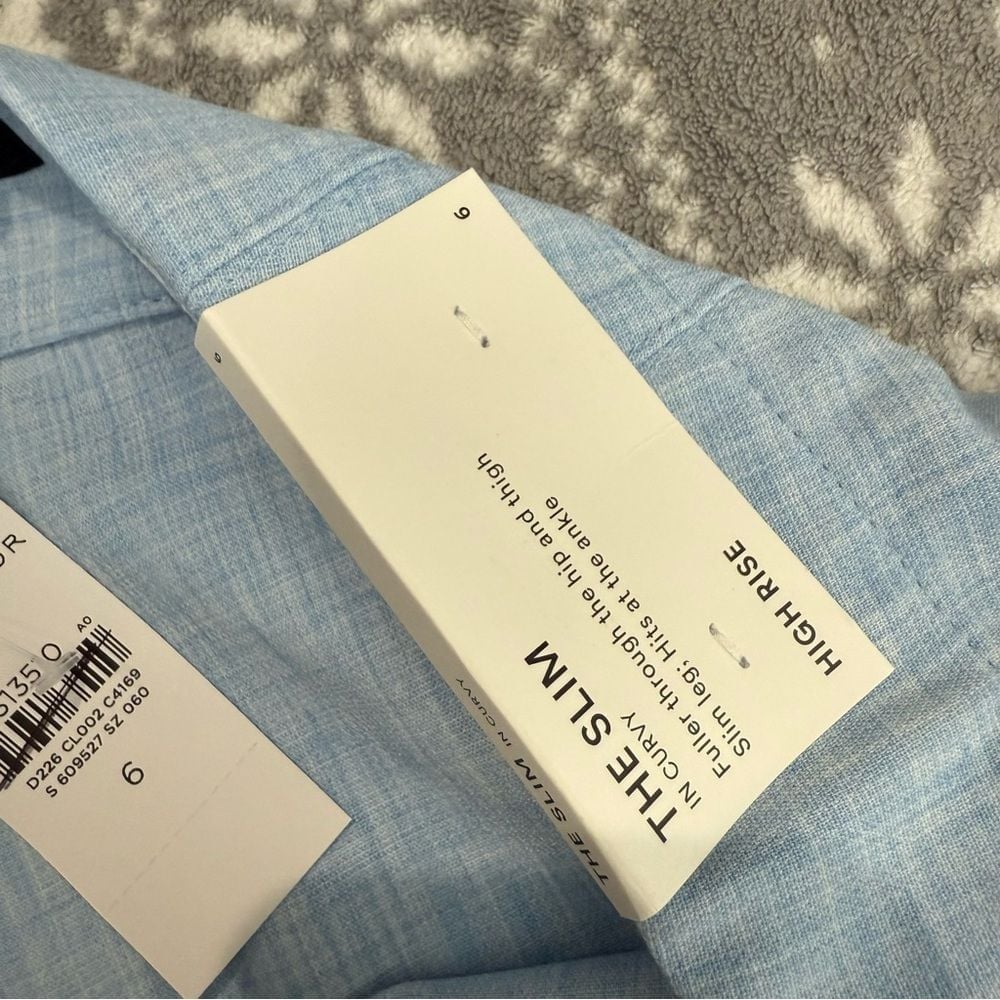 6
THE SLIM
IN CURVY
Fuller through the hip and thigh
Slim leg; Hits at the ankle
HIGH RISE
6
THE SLIM IN CURVY
A0
D226 CL002 C4169
S 609527 SZ 060
6